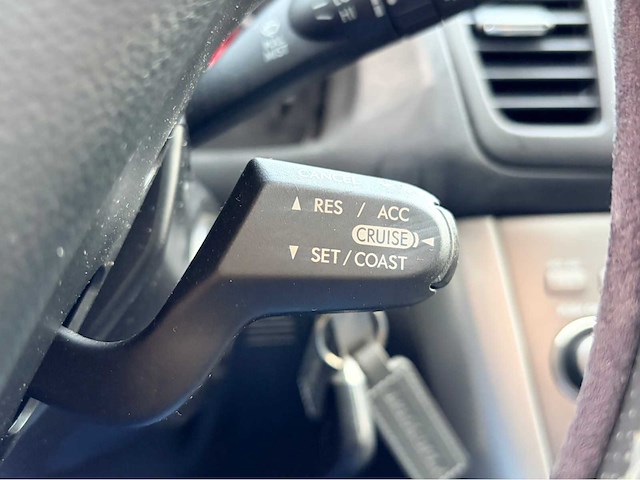 CANCEL
▲ RES / ACC
CRUISE ◀
▼ SET/COAST